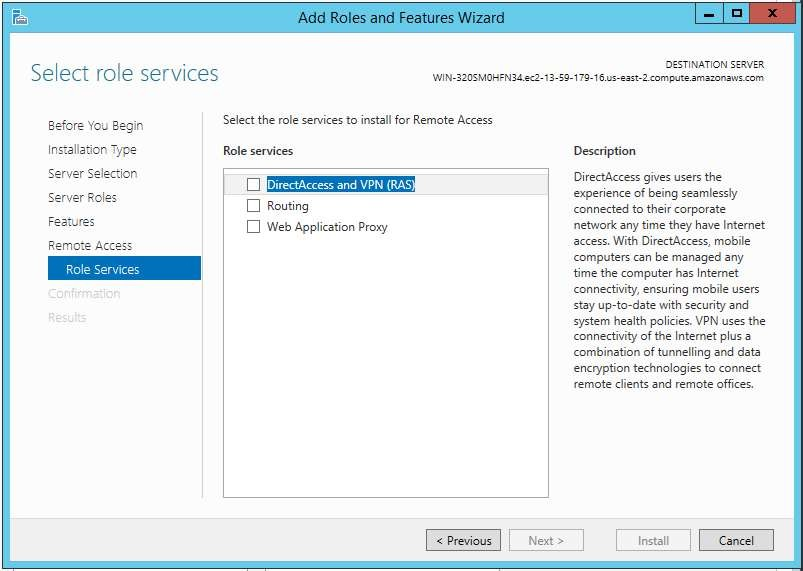 Add Roles and Features Wizard
Select role services
DESTINATION SERVER
WIN-320SM0HFN34.ec2-13-59-179-16.us-east-2.compute.amazonaws.com
Before You Begin
Installation Type
Server Selection
Server Roles
Features
Remote Access
Role Services
Confirmation
Results
Select the role services to install for Remote Access
Role services
DirectAccess and VPN (RAS)
Routing
Web Application Proxy
Description
DirectAccess gives users the
experience of being seamlessly
connected to their corporate
network any time they have Internet
access. With DirectAccess, mobile
computers can be managed any
time the computer has Internet
connectivity, ensuring mobile users
stay up-to-date with security and
system health policies. VPN uses the
connectivity of the Internet plus a
combination of tunnelling and data
encryption technologies to connect
remote clients and remote offices.
< Previous
Next >
Install
Cancel